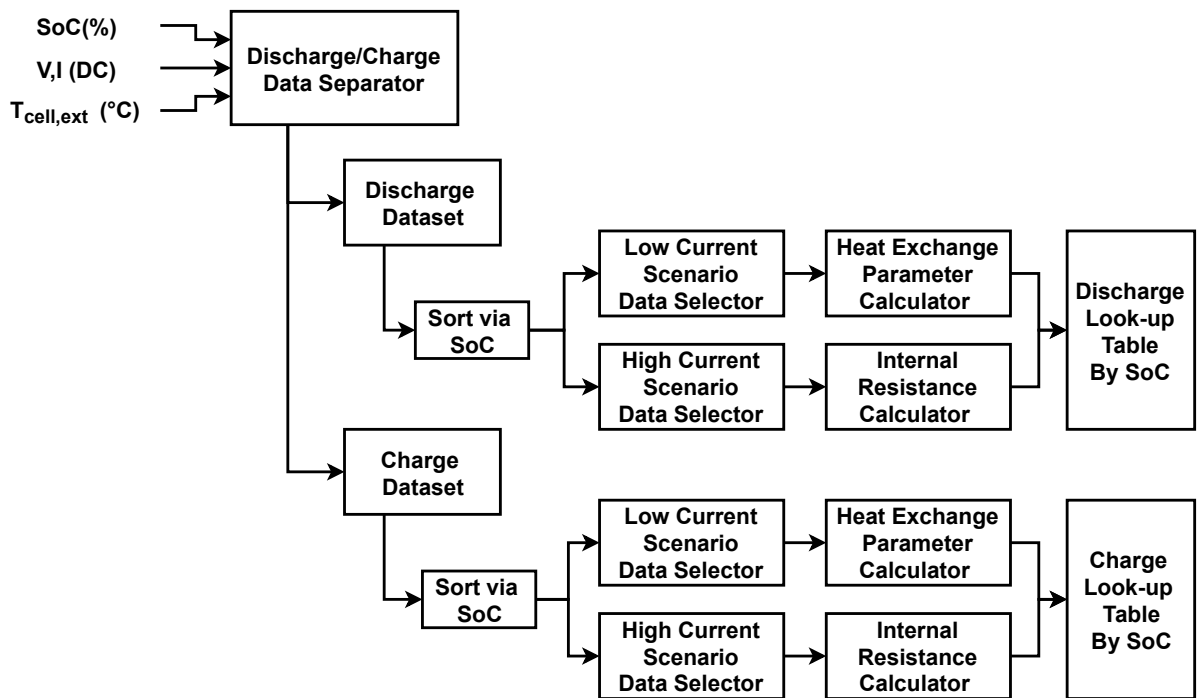 SoC(%)
V,I (DC)
Tcell,ext (°C)
Discharge/Charge
Data Separator
Discharge
Dataset
Sort via
SoC
Low Current
Scenario
Data Selector
Heat Exchange
Parameter
Calculator
High Current
Scenario
Data Selector
Internal
Resistance
Calculator
Discharge
Look-up
Table
By SoC
Charge
Dataset
Sort via
SoC
Low Current
Scenario
Data Selector
Heat Exchange
Parameter
Calculator
High Current
Scenario
Data Selector
Internal
Resistance
Calculator
Charge
Look-up
Table
By SoC